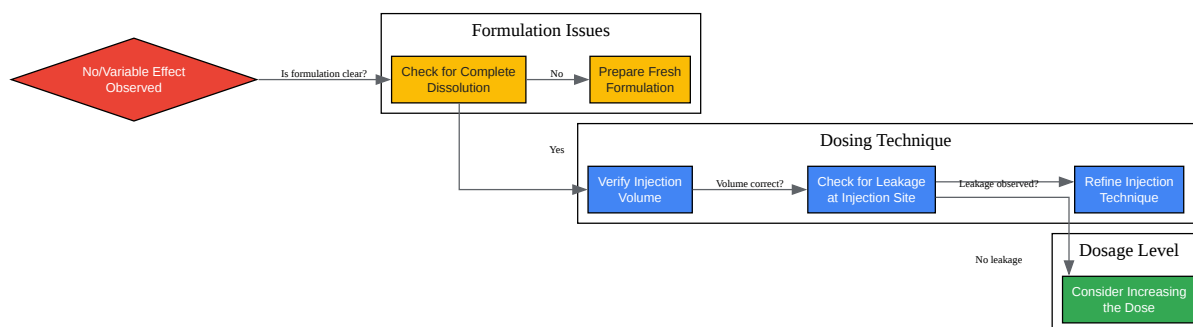 Formulation Issues
No/Variable Effect
Observed
Is formulation clear?
Check for Complete
Dissolution
No
Prepare Fresh
Formulation
Dosing Technique
Yes
Verify Injection
Volume
Volume correct?
Check for Leakage
at Injection Site
Leakage observed?
Refine Injection
Technique
Dosage Level
No leakage
Consider Increasing
the Dose